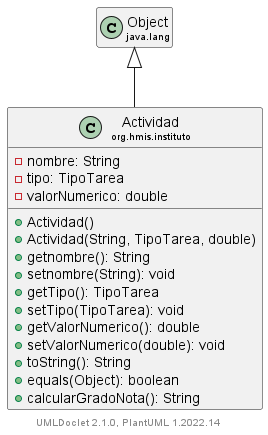 C Object
java.lang
C Actividad
org.hmis.instituto
nombre: String
tipo: TipoTarea
valorNumerico: double
Actividad()
Actividad(String, TipoTarea, double)
getnombre(): String
setnombre(String): void
getTipo(): TipoTarea
setTipo(TipoTarea): void
getValorNumerico(): double
setValorNumerico(double): void
toString(): String
equals(Object): boolean
calcularGradoNota(): String
UMLDoclet 2.1.0, PlantUML 1.2022.14